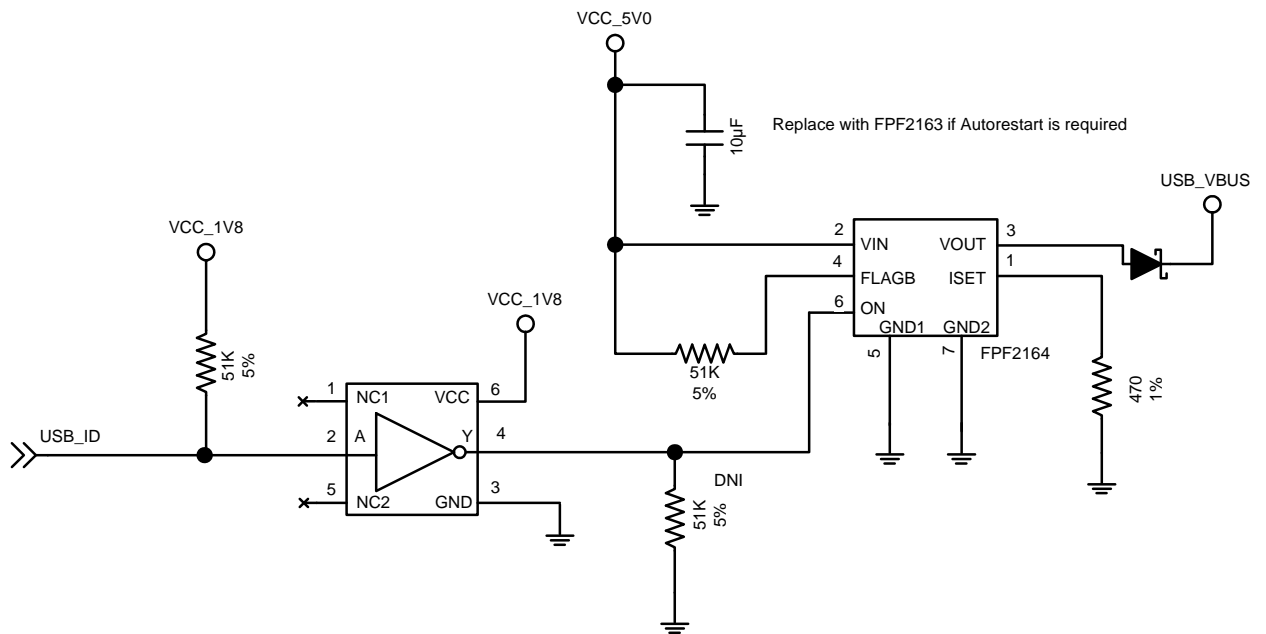 VCC_5V0
10µF
Replace with FPF2163 if Autorestart is required
USB_VBUS
VCC_1V8
2
VIN
VOUT
3
4
FLAGB
ISET
1
6
ON
GND1
GND2
5
7
FPF2164
VCC_1V8
51K
5%
51K
5%
470
1%
1
NC1
VCC
6
USB_ID
2
A
Y
4
5
NC2
GND
3
DNI
51K
5%